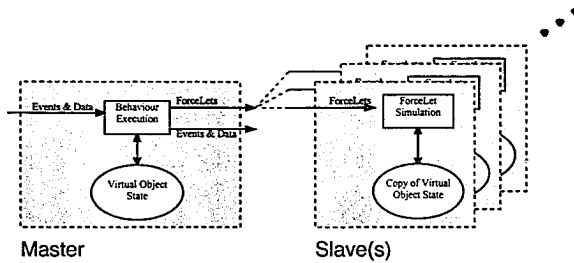 Events & Data
Behaviour
Execution
ForceLets
Events & Data
Virtual Object
State
Master
ForceLets
ForceLet
Simulation
Copy of Virtual
Object State
Slave(s)